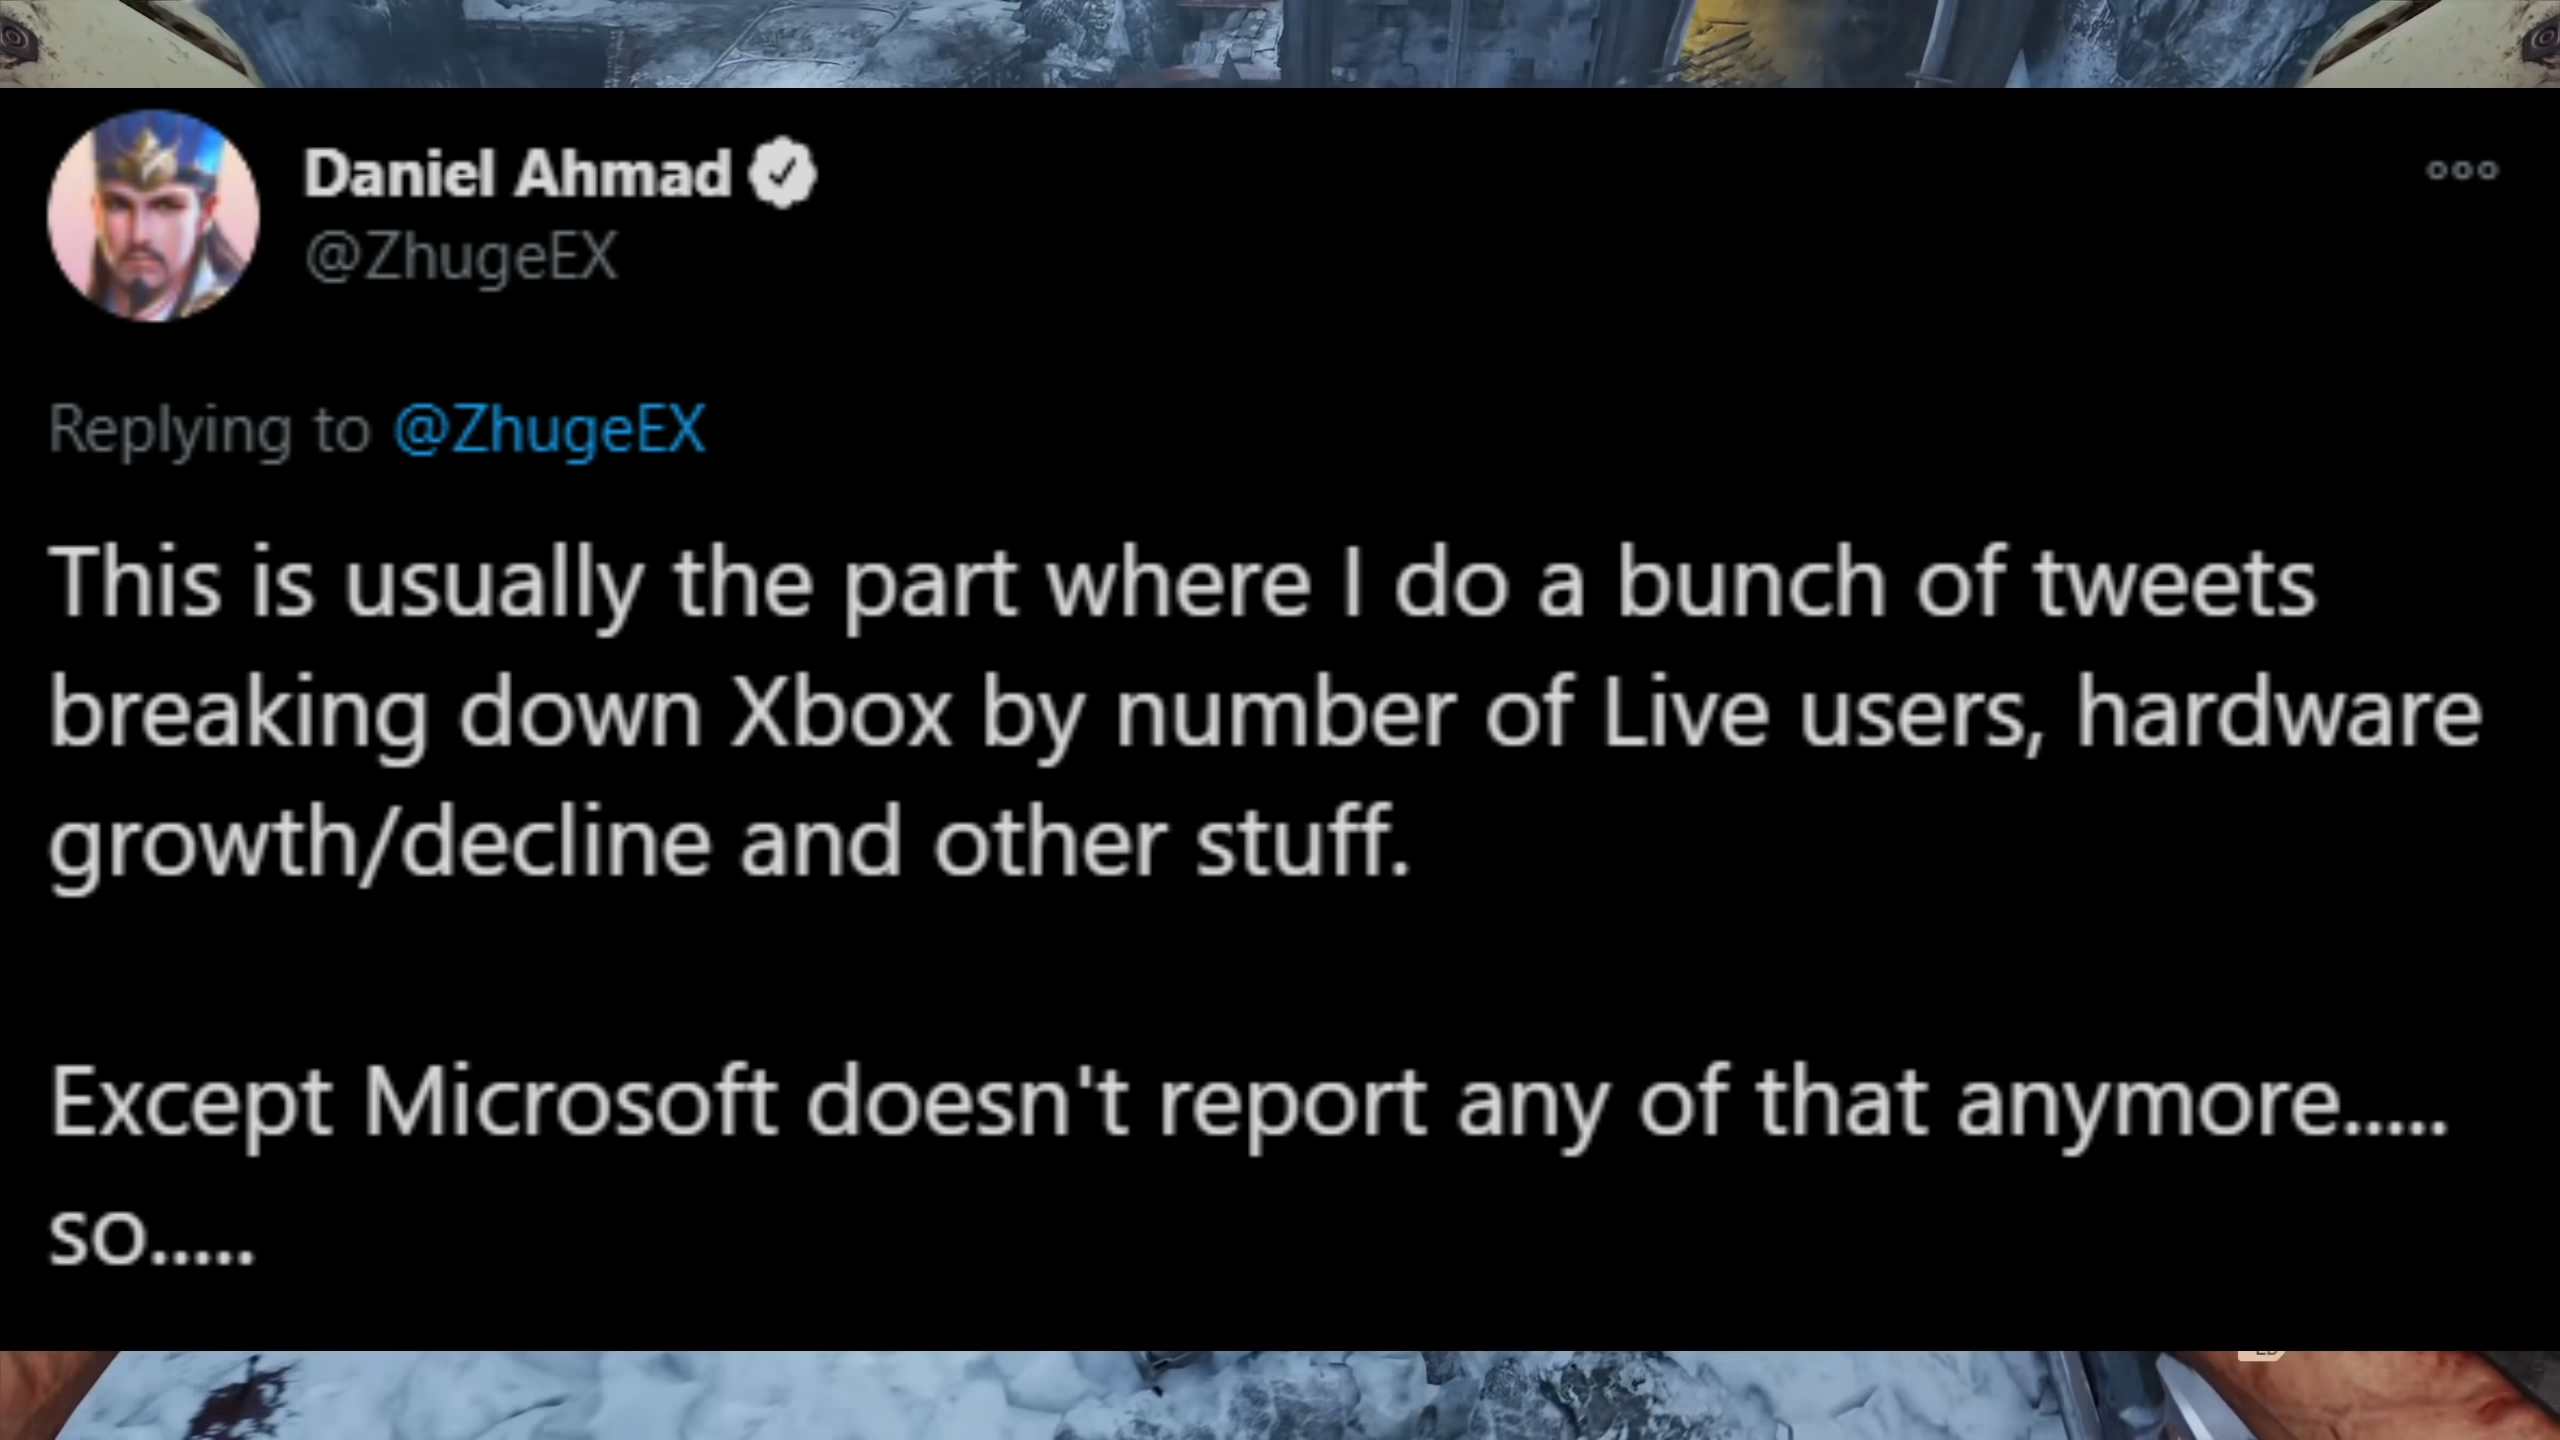 Daniel Ahmad
@ZhugeEX
Replying to @ZhugeEX
This is usually the part where I do a bunch of tweets
breaking down Xbox by number of Live users, hardware
growth/decline and other stuff.
Except Microsoft doesn't report any of that anymore.....
so.....